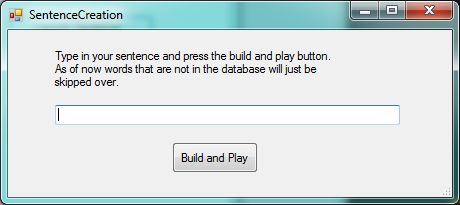 SentenceCreation
Type in your sentence and press the build and play button.
As of now words that are not in the database will just be
skipped over.
Build and Play